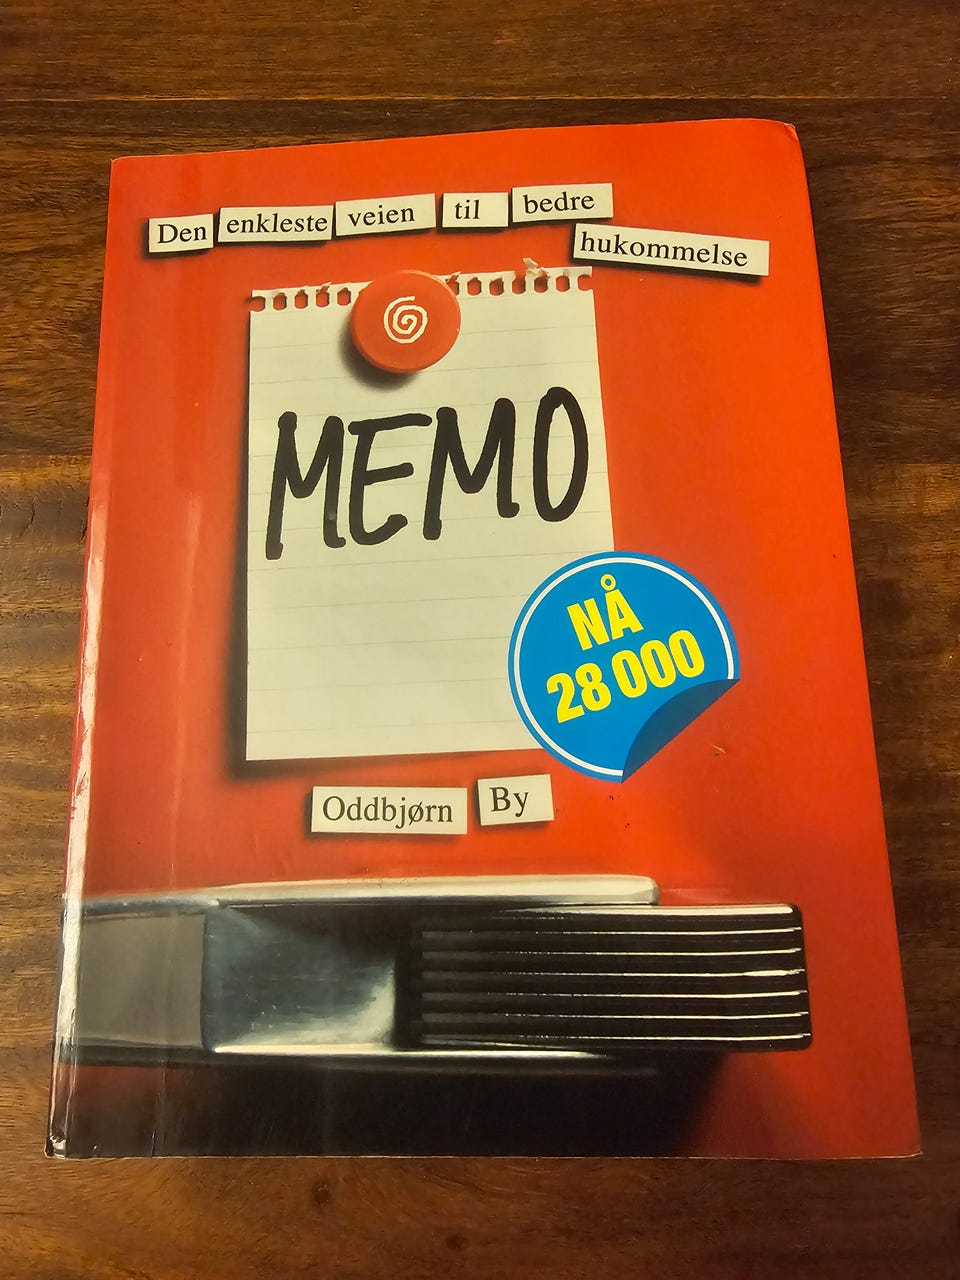 Den enkleste veien til bedre
hukommelse
MEMO
NÅ
28 000
Oddbjørn By